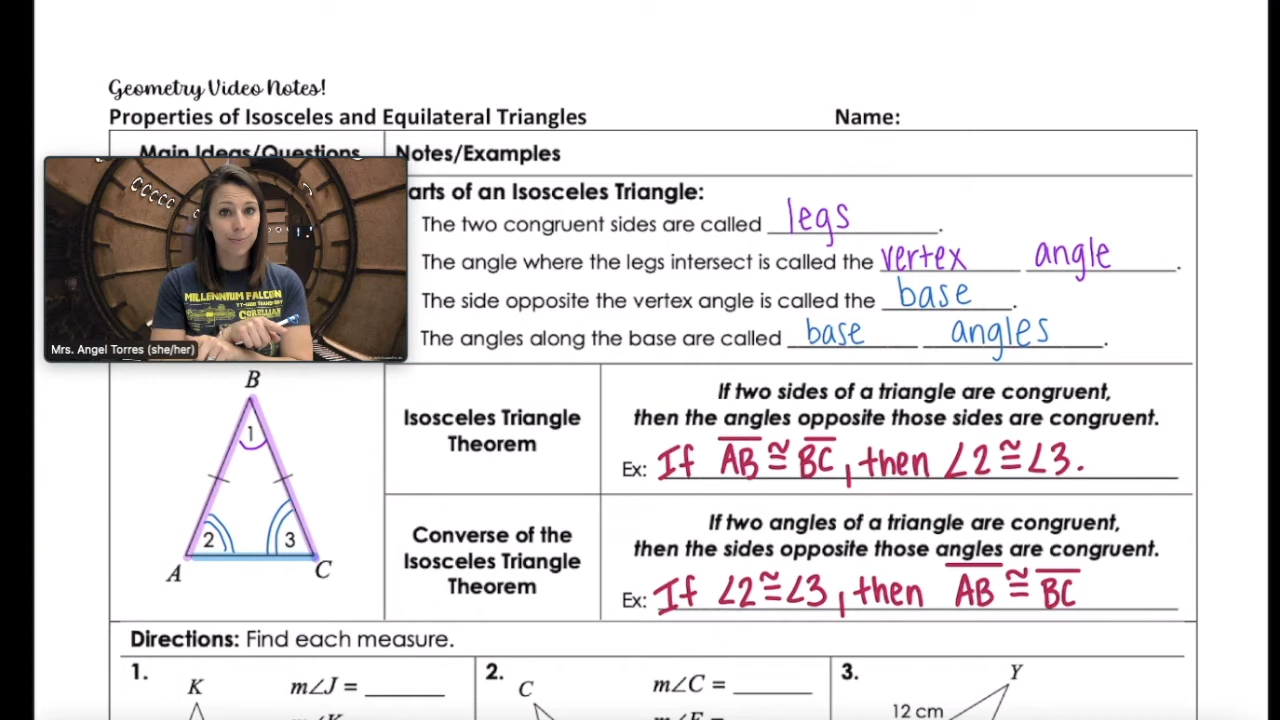 Geometry Video Notes!
Properties of Isosceles and Equilateral Triangles Name:
Main Ideas/Questions Notes/Examples
arts of an Isosceles Triangle:
The two congruent sides are called legs.
The angle where the legs intersect is called the vertex angle.
The side opposite the vertex angle is called the base.
The angles along the base are called base angles.
MILLENNIUM FALCON
CORELLIAN
Mrs. Angel Torres (she/her)
B
1
2 3
A C
Isosceles Triangle
Theorem
If two sides of a triangle are congruent,
then the angles opposite those sides are congruent.
Ex: If AB ≅ BC, then ∠2 ≅ ∠3.
Converse of the
Isosceles Triangle
Theorem
If two angles of a triangle are congruent,
then the sides opposite those angles are congruent.
Ex: If ∠2 ≅ ∠3, then AB ≅ BC
Directions: Find each measure.
1. K m∠J =
2. C m∠C =
3. Y 12 cm